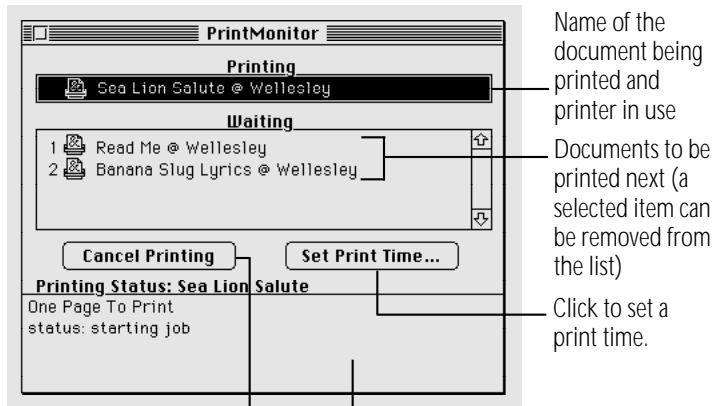 PrintMonitor
Printing
Sea Lion Salute @ Wellesley
Waiting
1 Read Me @ Wellesley
2 Banana Slug Lyrics @ Wellesley
Cancel Printing
Set Print Time...
Printing Status: Sea Lion Salute
One Page To Print
status: starting job
Name of the
document being
printed and
printer in use
Documents to be
printed next (a
selected item can
be removed from
the list)
Click to set a
print time.